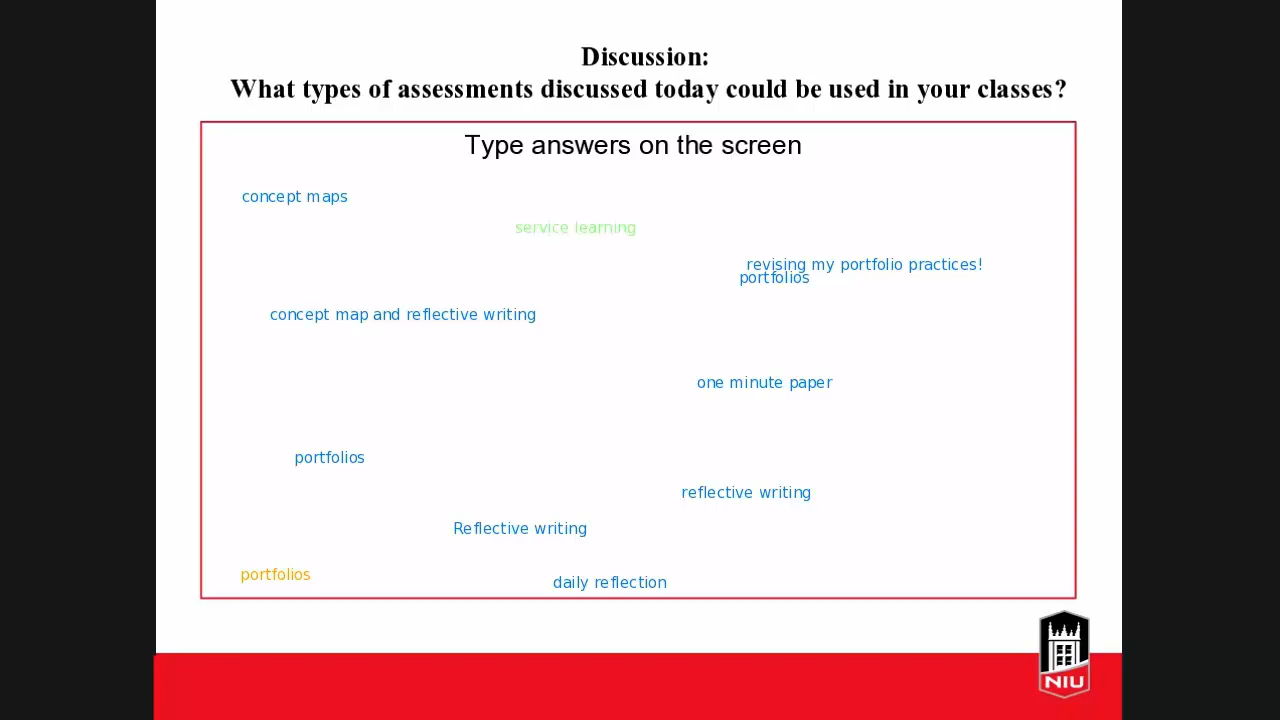 Discussion:
What types of assessments discussed today could be used in your classes?
Type answers on the screen
concept maps
service learning
revising my portfolio practices!
portfolios
concept map and reflective writing
one minute paper
portfolios
reflective writing
Reflective writing
portfolios
daily reflection
NIU